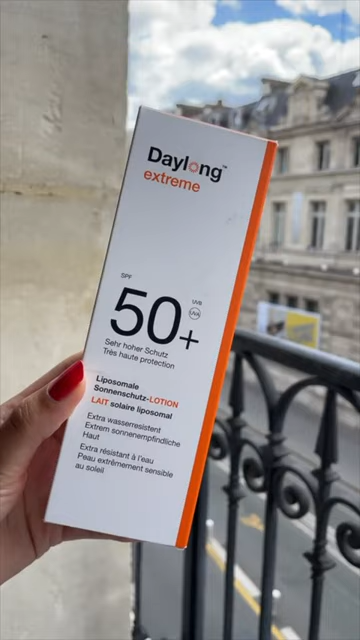 Daylong™
extreme
SPF
50+
UVB
UVA
Sehr hoher Schutz
Très haute protection
Liposomale
Sonnenschutz-LOTION
LAIT solaire liposomal
Extra wasserresistent
Extrem sonnenempfindliche
Haut
Extra résistant à l'eau
Peau extrêmement sensible
au soleil